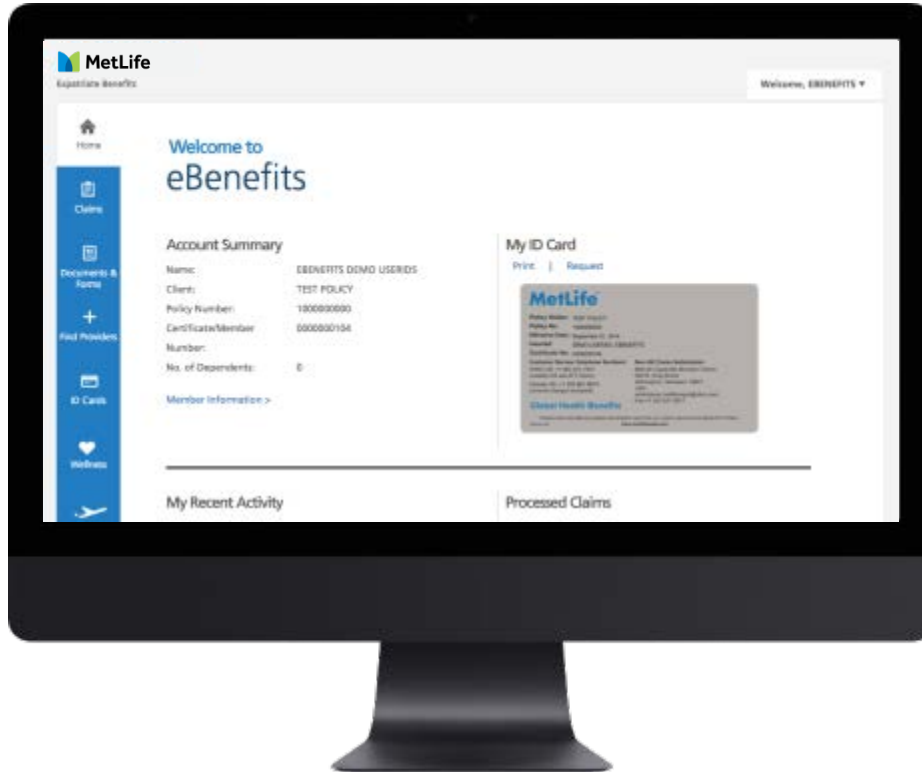 MetLife
Expatriate Benefits
Welcome, EBENEFITS
Home
Claims
Documents &
Forms
Find Providers
ID Cards
Wellness
Welcome to
eBenefits
Account Summary
Name: EBENEFITS DEMO USERIDS
Client: TEST POLICY
Policy Number: 1000000000
Certificate/Member 0000000104
Number:
No. of Dependents: 0
Member Information >
My ID Card
Print | Request
MetLife
Policy No.
Global Health Benefits
My Recent Activity
Processed Claims